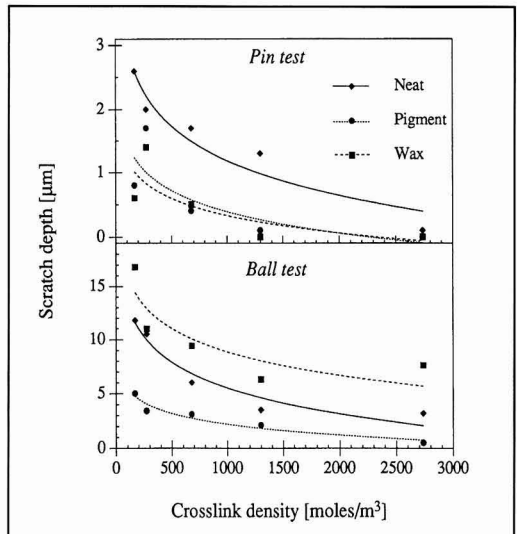 3
Pin test
Neat
2
Pigment
Wax
1
0
Scratch depth [μm]
Ball test
15
10
5
0
0 500 1000 1500 2000 2500 3000
Crosslink density [moles/m³]